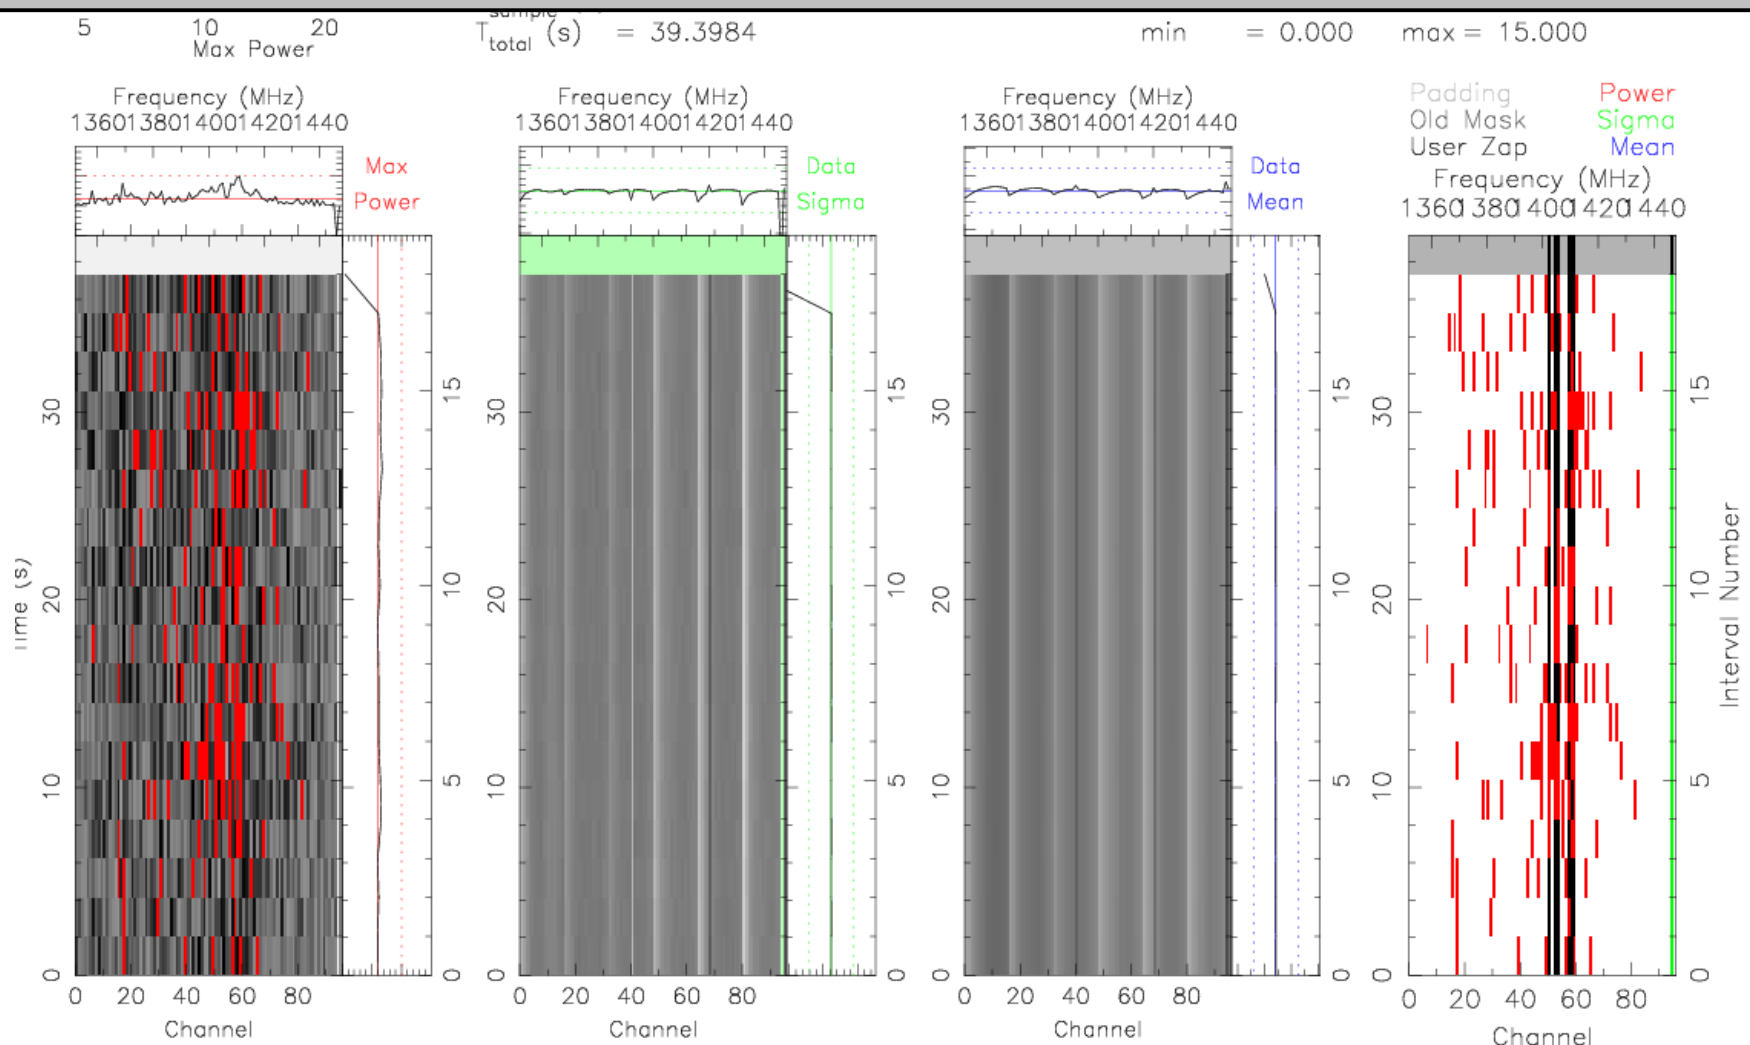 5 10 20
Max Power
sample
T total (s) = 39.3984
min = 0.000 max = 15.000
Frequency (MHz)
1360 1380 1400 1420 1440
Max
Power
Frequency (MHz)
1360 1380 1400 1420 1440
Data
Sigma
Frequency (MHz)
1360 1380 1400 1420 1440
Data
Mean
Padding Power
Old Mask Sigma
User Zap Mean
Frequency (MHz)
1360 1380 1400 1420 1440
Time (s)
0 10 20 30
0 5 10 15
0 20 40 60 80
Channel
0 10 20 30
0 5 10 15
0 20 40 60 80
Channel
0 10 20 30
0 5 10 15
0 20 40 60 80
Channel
0 10 20 30
0 5 10 15
Interval Number
0 20 40 60 80
Channel